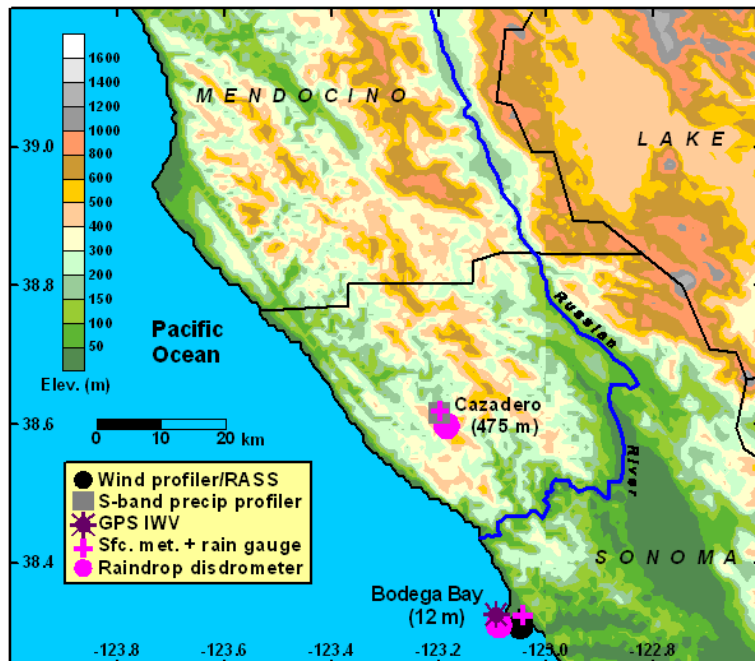 1600
1400
1200
1000
800
600
500
400
300
200
150
100
50
Elev. (m)
39.0
38.8
38.6
38.4
MENDOCINO
LAKE
Pacific
Ocean
Russian
River
Cazadero
(475 m)
0 10 20
km
Wind profiler/RASS
S-band precip profiler
GPS IWV
Sfc. met. + rain gauge
Raindrop disdrometer
SONOMA
Bodega Bay
(12 m)
-123.8 -123.6 -123.4 -123.2 -123.0 -122.8